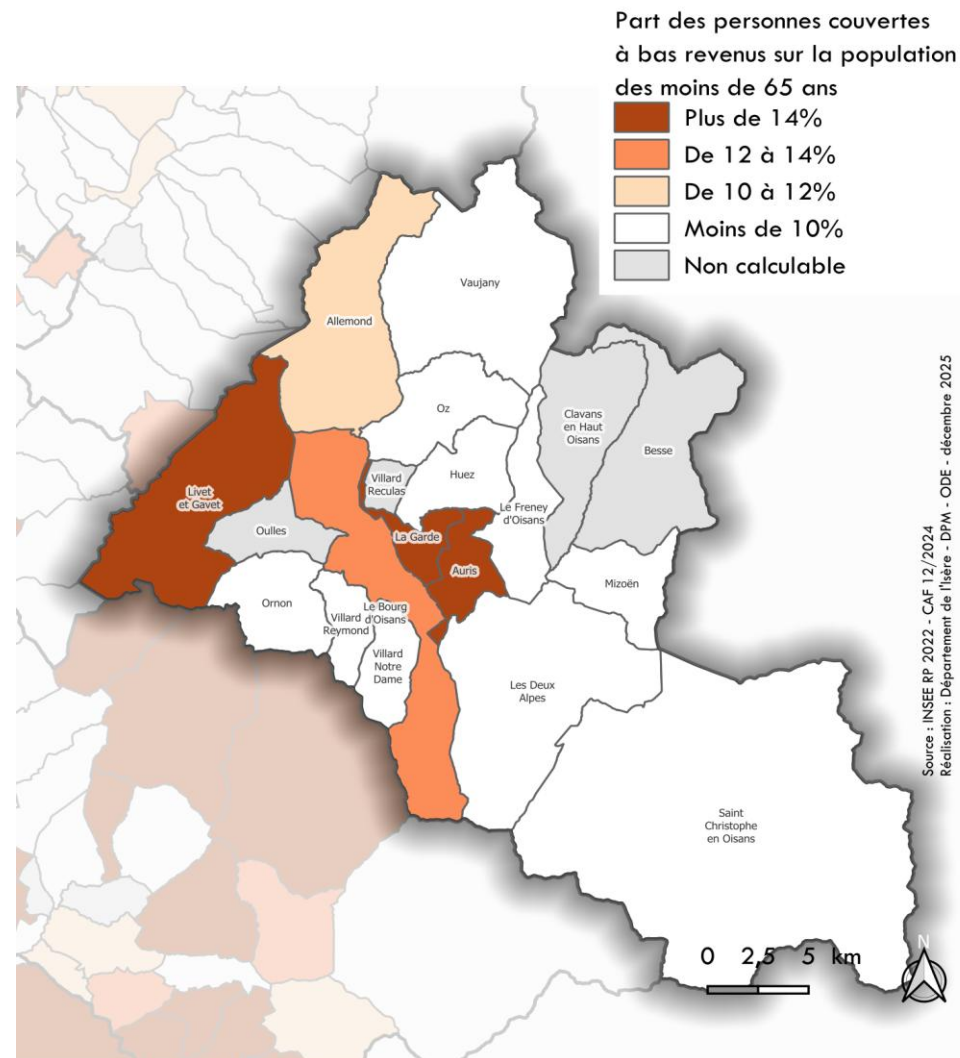 Part des personnes couvertes
à bas revenus sur la population
des moins de 65 ans
Plus de 14%
De 12 à 14%
De 10 à 12%
Moins de 10%
Non calculable
Vaujany
Allemond
Oz
Clavans
en Haut
Oisans
Besse
Huez
Villard
Reculas
Livet
et Gavet
Le Freney
d'Oisans
Oulles
La Garde
Auris
Mizoën
Ornon
Le Bourg
d'Oisans
Villard
Reymond
Villard
Notre
Dame
Les Deux
Alpes
Saint
Christophe
en Oisans
0 2,5 5 km
N
Source : INSEE RP 2022 - CAF 12/2024
Réalisation : Département de l'Isère - DPM - ODE - décembre 2025